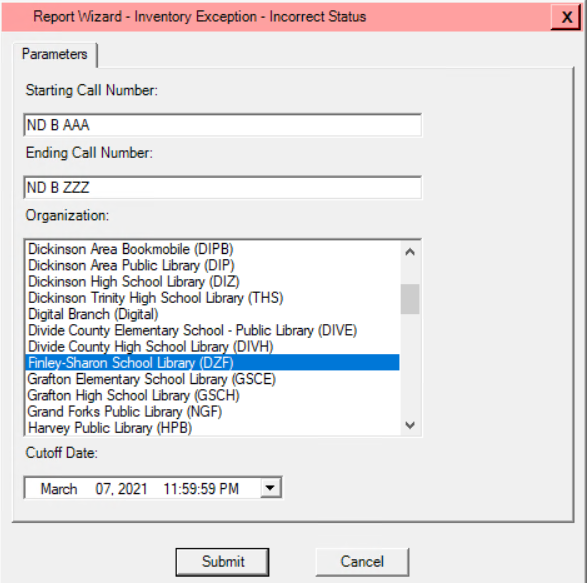 Report Wizard - Inventory Exception - Incorrect Status
X
Parameters
Starting Call Number:
ND B AAA
Ending Call Number:
ND B ZZZ
Organization:
Dickinson Area Bookmobile (DIPB)
Dickinson Area Public Library (DIP)
Dickinson High School Library (DIZ)
Dickinson Trinity High School Library (THS)
Digital Branch (Digital)
Divide County Elementary School - Public Library (DIVE)
Divide County High School Library (DIVH)
Finley-Sharon School Library (DZF)
Grafton Elementary School Library (GSCE)
Grafton High School Library (GSCH)
Grand Forks Public Library (NGF)
Harvey Public Library (HPB)
Cutoff Date:
March 07, 2021 11:59:59 PM
Submit Cancel